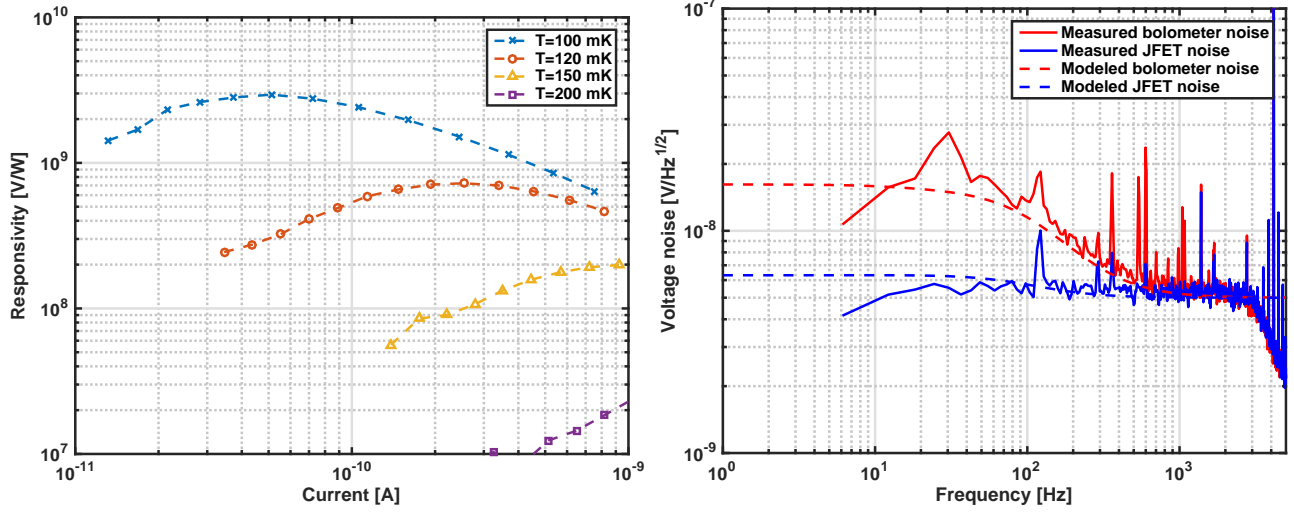 10^10
10^9
10^8
10^7
Responsivity [V/W]
T=100 mK
T=120 mK
T=150 mK
T=200 mK
10^-11
10^-10
10^-9
Current [A]
10^-7
10^-8
10^-9
Voltage noise [V/Hz^1/2]
Measured bolometer noise
Measured JFET noise
Modeled bolometer noise
Modeled JFET noise
10^0
10^1
10^2
10^3
Frequency [Hz]